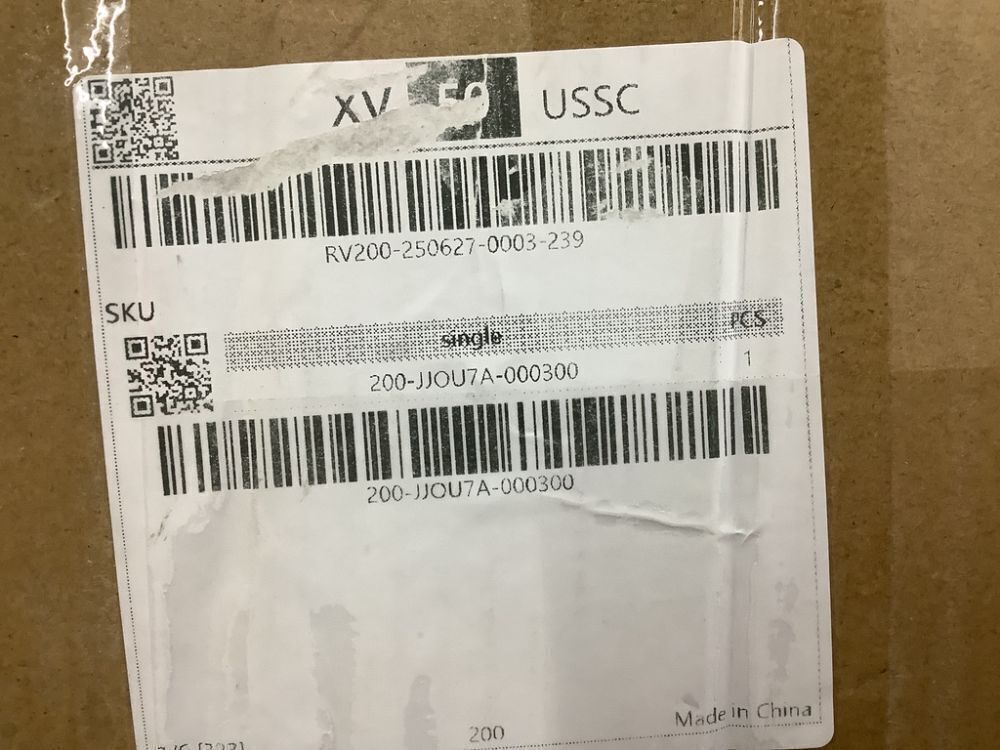 XV 50 USSC
RV200-250627-0003-239
SKU
single PCS
200-JJOU7A-000300 1
200-JJOU7A-000300
200 Made in China